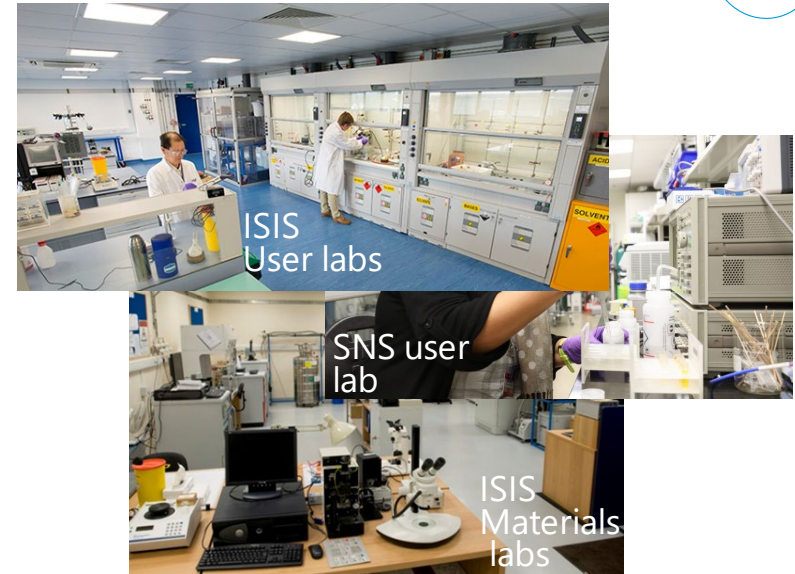 ISIS
User labs
ACID
SOLVENT
BASES
SNS user
lab
ISIS
Materials
labs